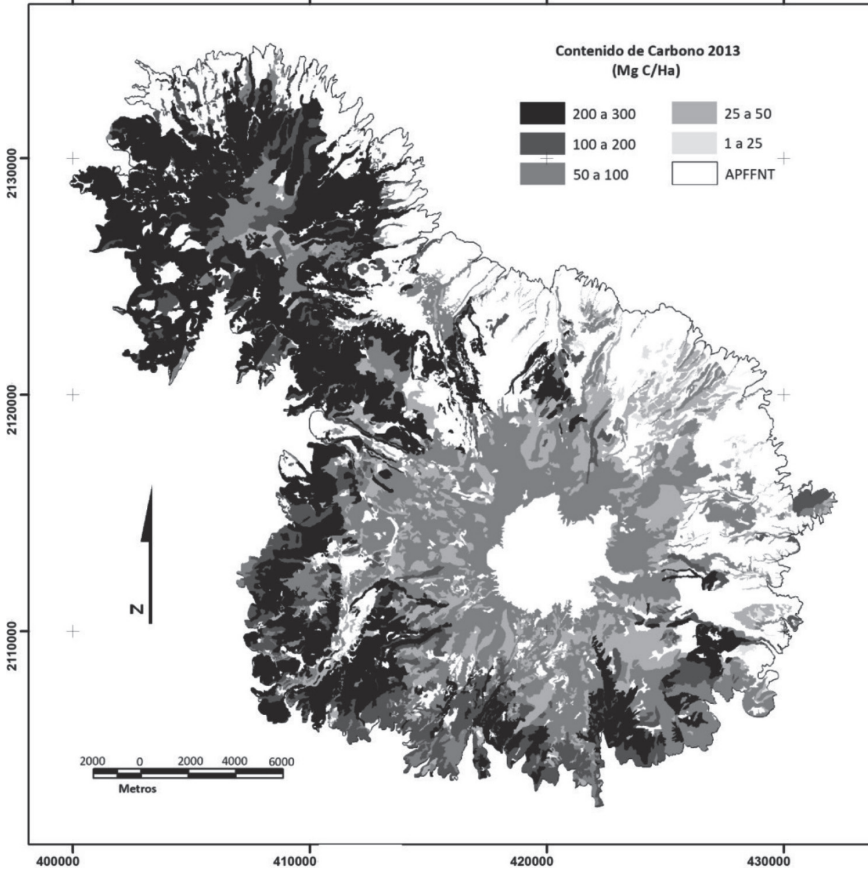 Contenido de Carbono 2013
(Mg C/Ha)
200 a 300
25 a 50
100 a 200
1 a 25
50 a 100
APFFNT
2130000
2120000
2110000
N
2000 0 2000 4000 6000
Metros
400000 410000 420000 430000